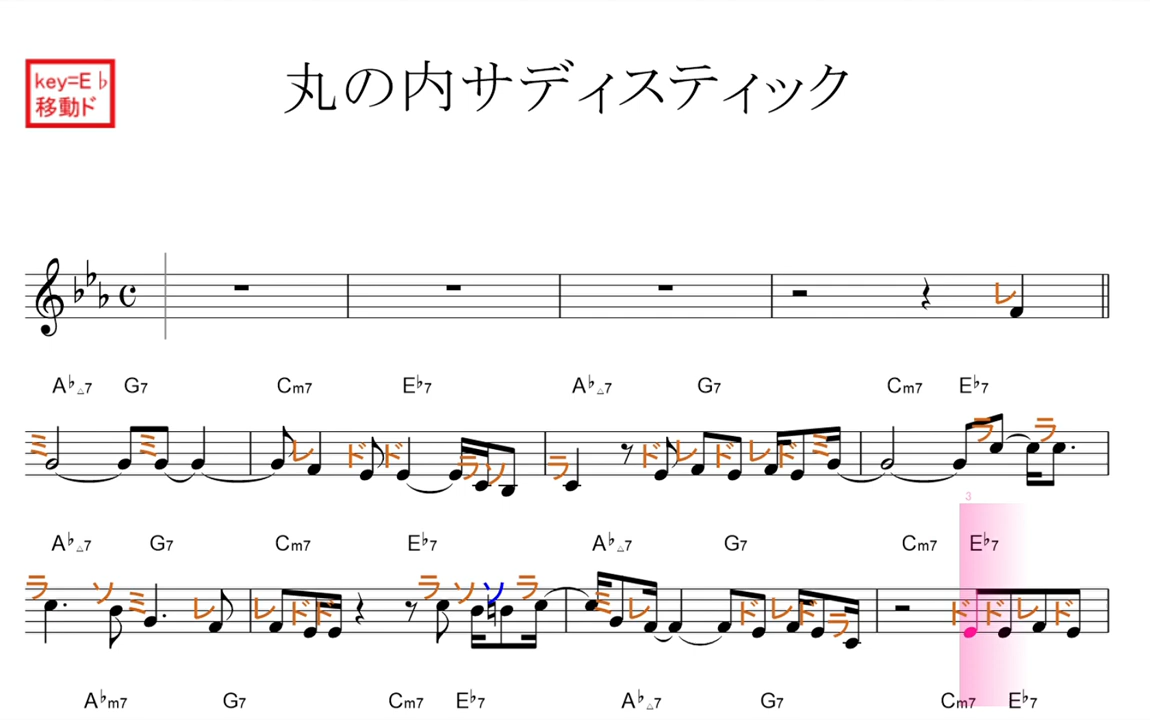 key=E♭
移動ド
丸の内サディスティック
レ
A♭△7 G7 Cm7 E♭7 A♭△7 G7 Cm7 E♭7
ミ ミ レ ド ド ラ ソ ラ ド レ ド レ ド ミ ラ ラ
3
A♭△7 G7 Cm7 E♭7 A♭△7 G7 Cm7 E♭7
ラ ソ ミ レ レ ド ド ラ ソ ソ ラ ミ レ ド レ ド ラ ド ド レ ド
A♭m7 G7 Cm7 E♭7 A♭△7 G7 Cm7 E♭7